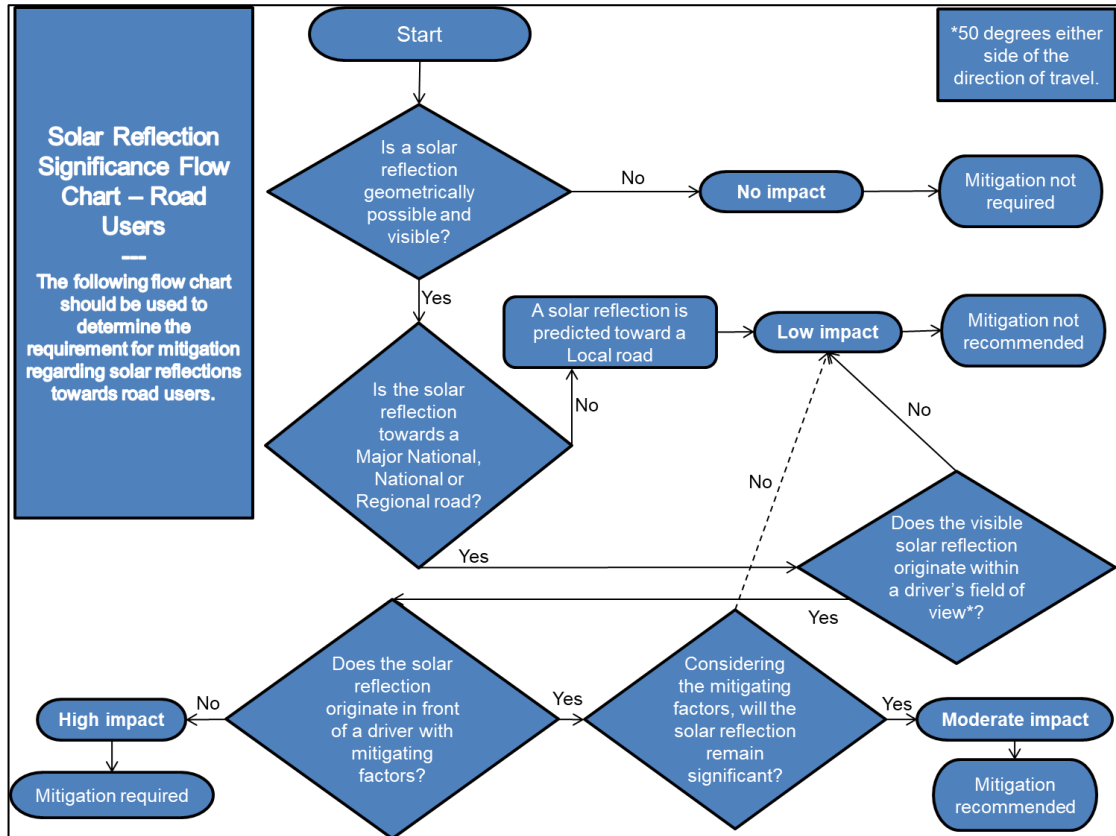 Solar Reflection
Significance Flow
Chart – Road
Users
—
The following flow chart
should be used to
determine the
requirement for mitigation
regarding solar reflections
towards road users.
Start
*50 degrees either
side of the
direction of travel.
Is a solar
reflection
geometrically
possible and
visible?
No
No impact
Mitigation not
required
Yes
A solar reflection is
predicted toward a
Local road
Low impact
Mitigation not
recommended
Is the solar
reflection
towards a
Major National,
National or
Regional road?
No
No
No
Yes
Does the visible
solar reflection
originate within
a driver’s field of
view*?
Yes
Does the solar
reflection
originate in front
of a driver with
mitigating
factors?
No
High impact
Mitigation required
Yes
Considering
the mitigating
factors, will the
solar reflection
remain
significant?
Yes
Moderate impact
Mitigation
recommended